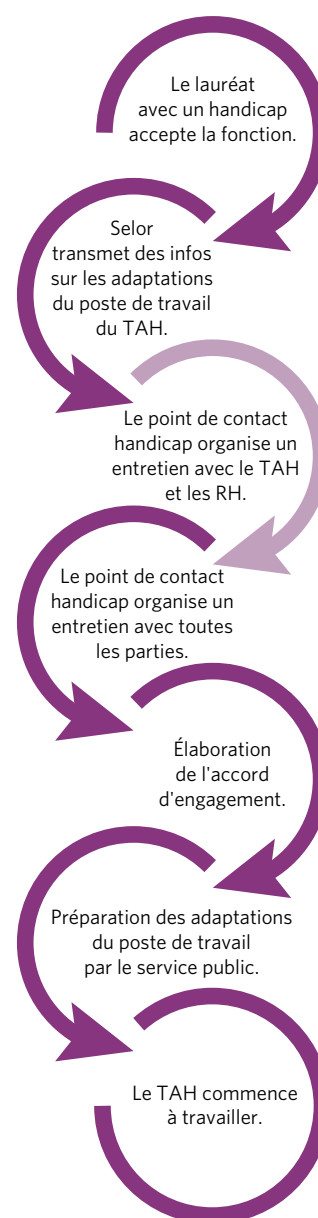 Le lauréat
avec un handicap
accepte la fonction.
Selor
transmet des infos
sur les adaptations
du poste de travail
du TAH.
Le point de contact
handicap organise un
entretien avec le TAH
et les RH.
Le point de contact
handicap organise un
entretien avec toutes
les parties.
Élaboration
de l'accord
d'engagement.
Préparation des adaptations
du poste de travail
par le service public.
Le TAH commence
à travailler.